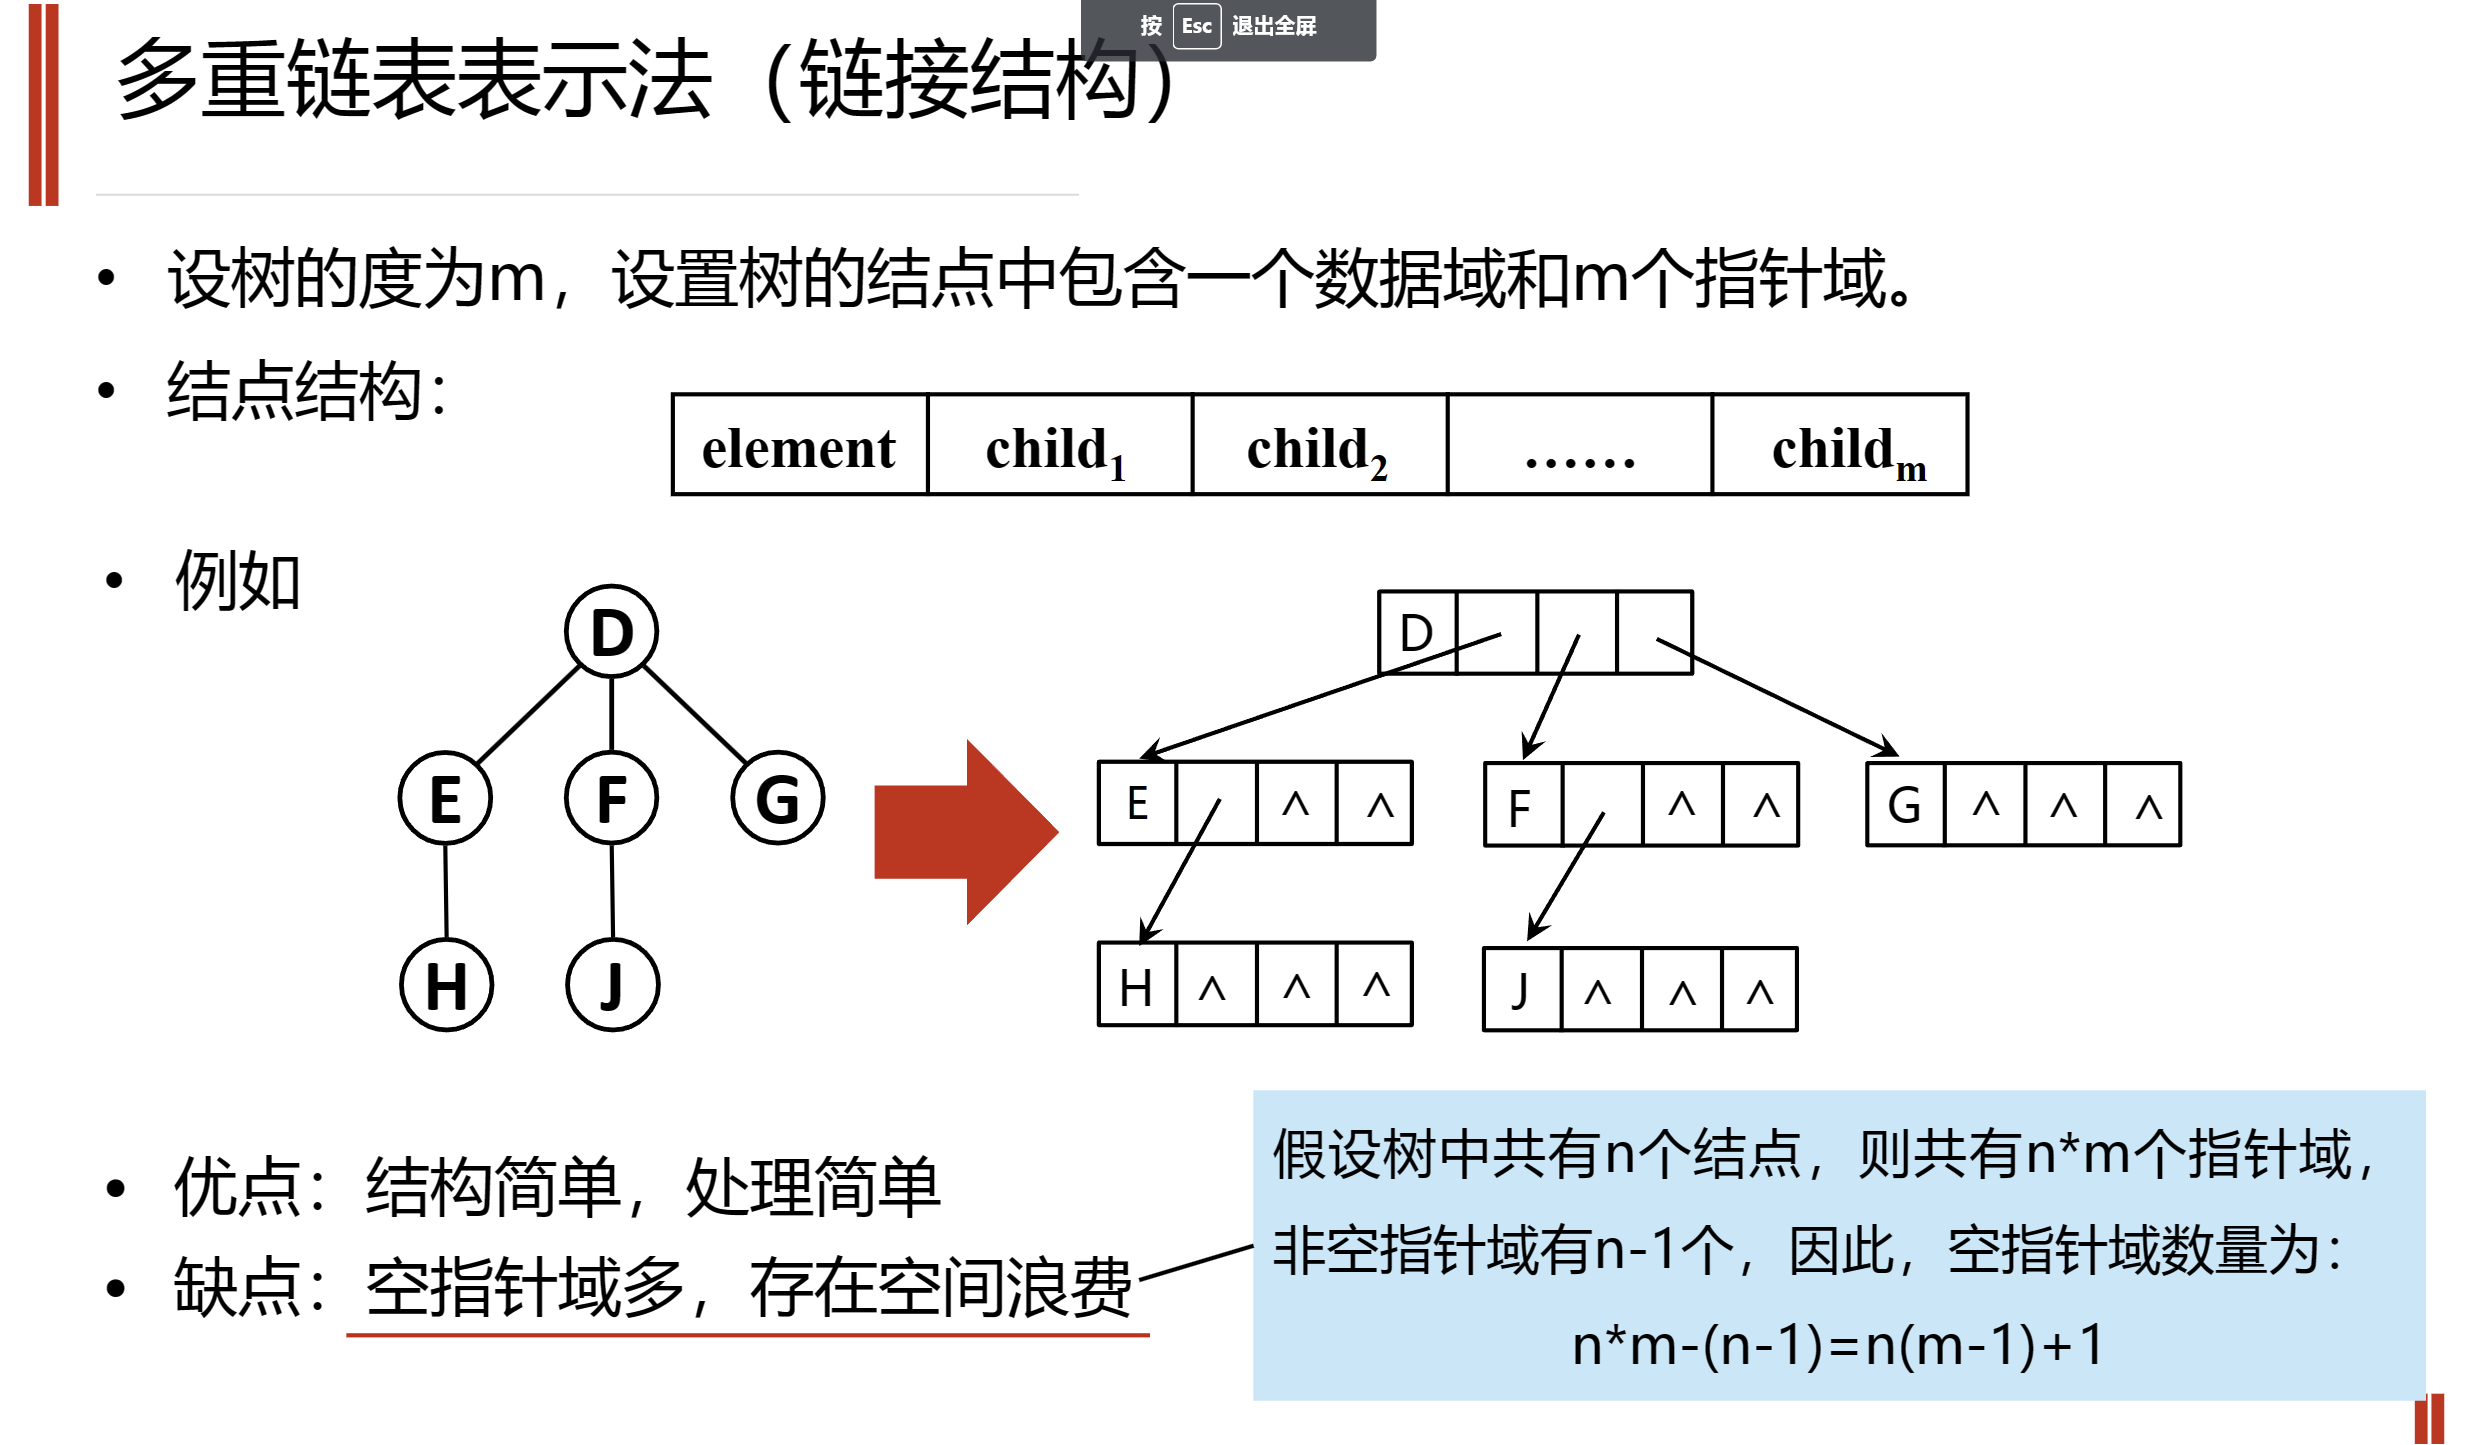 按 Esc 退出全屏
多重链表表示法（链接结构）
• 设树的度为m，设置树的结点中包含一个数据域和m个指针域。
• 结点结构：
element child₁ child₂ …… childₘ
• 例如
D
E F G
H J
D
E ∧ ∧ F ∧ ∧ G ∧ ∧ ∧
H ∧ ∧ ∧ J ∧ ∧ ∧
• 优点：结构简单，处理简单
• 缺点：空指针域多，存在空间浪费
假设树中共有n个结点，则共有n*m个指针域，
非空指针域有n-1个，因此，空指针域数量为：
n*m-(n-1)=n(m-1)+1